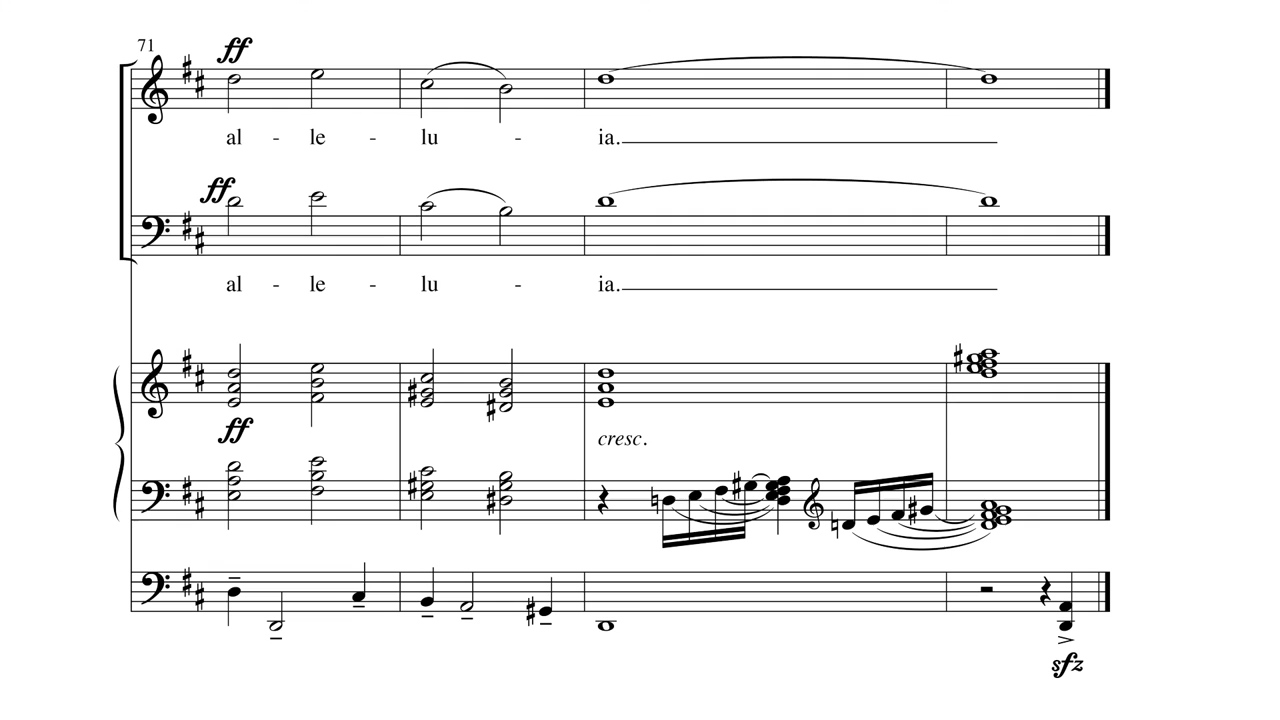 71
ff
al - le - lu - ia.
ff
al - le - lu - ia.
ff
cresc.
sfz